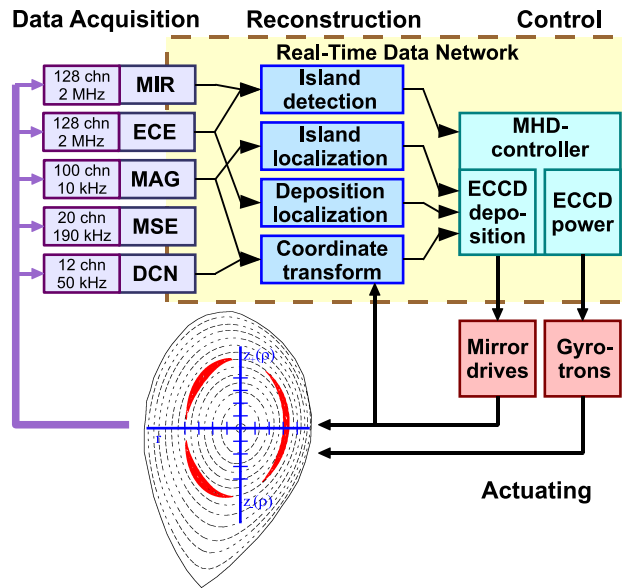 Data Acquisition
Reconstruction
Control
Real-Time Data Network
128 chn
2 MHz
MIR
128 chn
2 MHz
ECE
100 chn
10 kHz
MAG
20 chn
190 kHz
MSE
12 chn
50 kHz
DCN
Island
detection
Island
localization
Deposition
localization
Coordinate
transform
MHD-
controller
ECCD
depo-
sition
ECCD
power
Mirror
drives
Gyro-
trons
Actuating
z(ρ)
r
z(ρ)